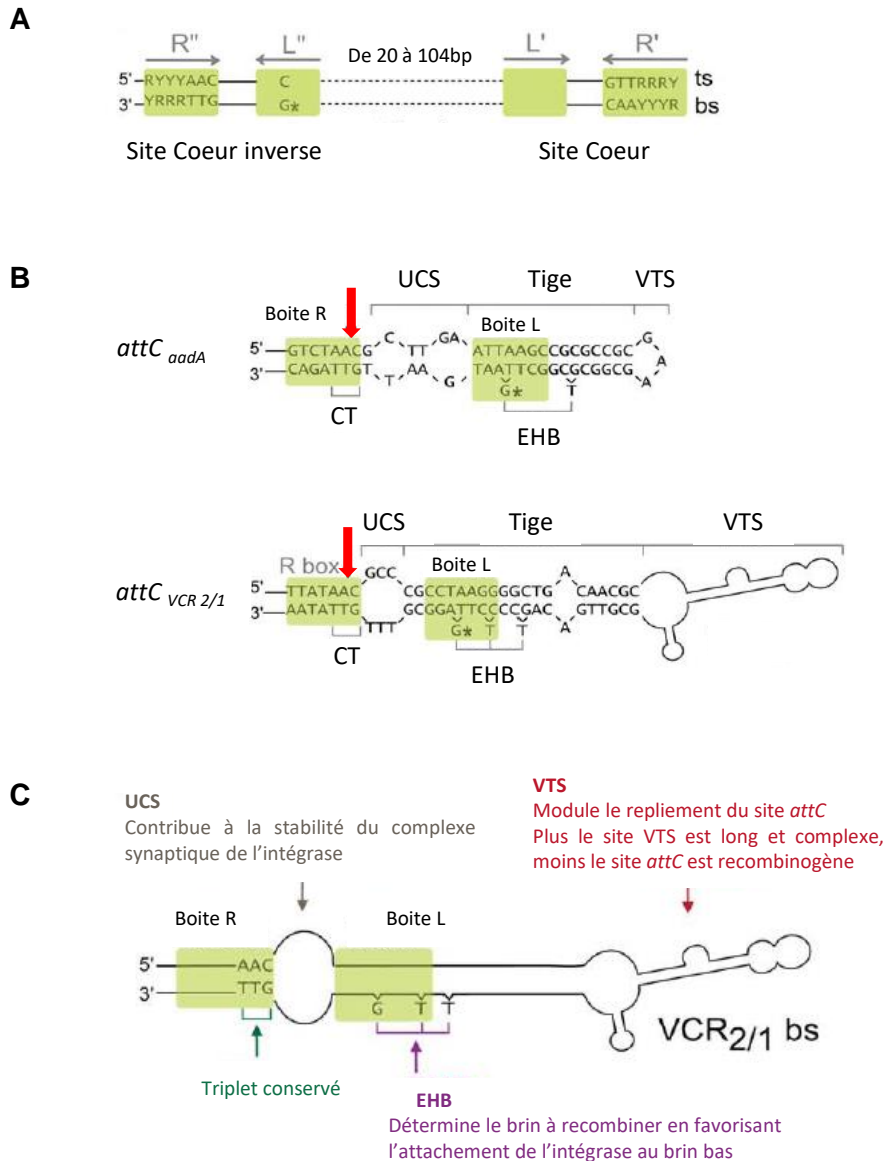 A
R" L" De 20 à 104bp L' R'
5'-RYYYAAC C GTTRRRY ts
3'-YRRRTTG G* CAAYYYR bs
Site Coeur inverse Site Coeur
B
UCS Tige VTS
Boite R Boite L
attC aadA
5' GTCTAACG C TT GA ATTAAGCCGCGCCGC G A
3' CAGATTGT T AA G TAATTCGGCGCGGCG A
G* T
CT EHB
UCS Tige VTS
R box Boite L
attC VCR 2/1
5' TTATAAC GCC CGCCTAAGGGGCTG A CAACGC
3' AATATTG TTT GCGGATTCCCCGAC A GTTGCG
G* T T
CT EHB
C
UCS
Contribue à la stabilité du complexe
synaptique de l'intégrase
VTS
Module le repliement du site attC
Plus le site VTS est long et complexe,
moins le site attC est recombinogène
Boite R Boite L
5' AAC
3' TTG
G T T
VCR2/1 bs
Triplet conservé
EHB
Détermine le brin à recombiner en favorisant
l'attachement de l'intégrase au brin bas